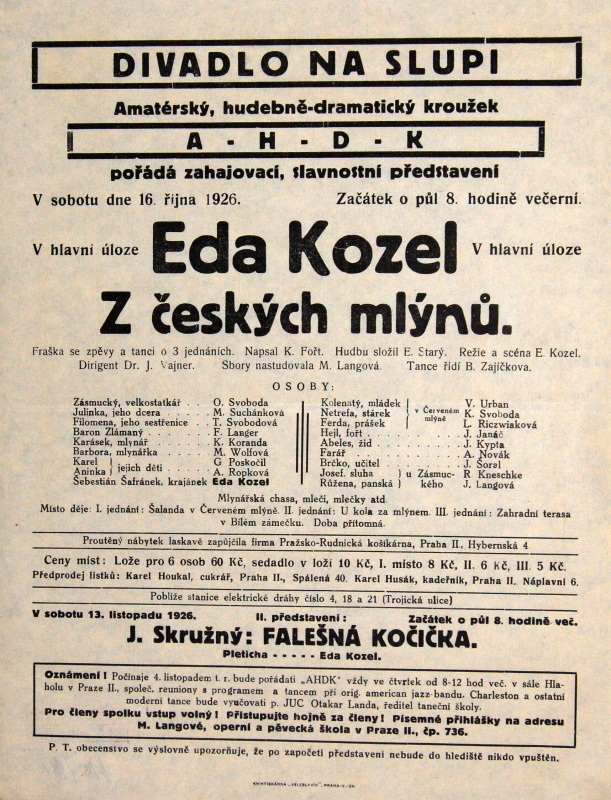 DIVADLO NA SLUPI
Amatérský, hudebně-dramatický kroužek
A - H - D - K
pořádá zahajovací, slavnostní představení
V sobotu dne 16. října 1926. Začátek o půl 8. hodině večerní.
V hlavní úloze Eda Kozel V hlavní úloze
Z českých mlýnů.
Fraška se zpěvy a tanci o 3 jednáních. Napsal K. Fořt. Hudbu složil E. Starý. Režie a scéna E. Kozel.
Dirigent Dr. J. Vajner. Sbory nastudovala M. Langová. Tance řídí B. Zajíčkova.
OSOBY:
Zásmucký, velkostatkář . . O. Svoboda
Julinka, jeho dcera . . . . . M. Suchánková
Filomena, jeho sestřenice . . T. Svobodová
Baron Zlámaný . . . . . . F. Langer
Karásek, mlynář . . . . . K. Koranda
Barbora, mlynářka . . . . M. Wolfová
Karel } jejich děti . . . . . G. Poskočil
Aninka } A. Ropková
Šebestián Šafránek, krajánek Eda Kozel
Kolenatý, mládek } v Červeném mlýně V. Urban
Netrefa, stárek K. Svoboda
Ferda, prášek L. Riczwiaková
Hejl, fořt . . . . . . . . J. Janáč
Abeles, žid . . . . . . . J. Kypta
Farář . . . . . . . . . A. Novák
Brčko, učitel . . . . . . . J. Šoral
Josef, sluha } u Zásmuckého R Kneschke
Růžena, panská J. Langová
Mlynářská chasa, mleči, mlečky atd.
Místo děje: I. jednání: Šalanda v Červeném mlýně. II. jednání: U kola za mlýnem. III. jednání: Zahradní terasa
v Bílém zámečku. Doba přítomná.
Proutěný nábytek laskavě zapůjčila firma Pražsko-Rudnická košíkárna, Praha II., Hybernská 4.
Ceny míst: Lože pro 6 osob 60 Kč, sedadlo v loži 10 Kč, I. místo 8 Kč, II. 6 Kč, III. 5 Kč.
Předprodej lístků: Karel Houkal, cukrář, Praha II., Spálená 40. Karel Husák, kadeřník, Praha II. Náplavní 6.
Poblíže stanice elektrické dráhy číslo 4, 18 a 21 (Trojická ulice)
V sobotu 13. listopadu 1926. II. představení: Začátek o půl 8. hodině več.
J. Skružný: FALEŠNÁ KOČIČKA.
Pleticha - - - - - Eda Kozel.
Oznámení! Počínaje 4. listopadem t. r. bude pořádati „AHDK" vždy ve čtvrtek od 8-12 hod več. v sále Hla-
holu v Praze II., společ. reuniony s programem a tancem při orig. american jazz-bandu. Charleston a ostatní
moderní tance bude vyučovati p. JUC Otakar Landa, ředitel taneční školy.
Pro členy spolku vstup volný! Přistupujte hojně za členy! Písemné přihlášky na adresu
M. Langové, operní a pěvecká škola v Praze II., čp. 736.
P. T. obecenstvo se výslovně upozorňuje, že po započetí představení nebude do hlediště nikdo vpuštěn.
KNIHTISKÁRNA „VELESLAVÍN", PRAHA-V./54.